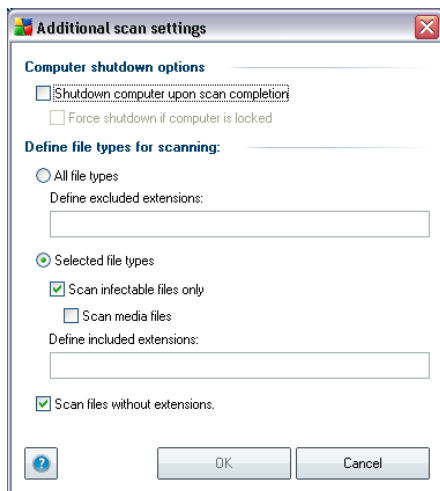 Additional scan settings
Computer shutdown options
Shutdown computer upon scan completion
Force shutdown if computer is locked
Define file types for scanning:
All file types
Define excluded extensions:
Selected file types
Scan infectable files only
Scan media files
Define included extensions:
Scan files without extensions.
?
OK
Cancel